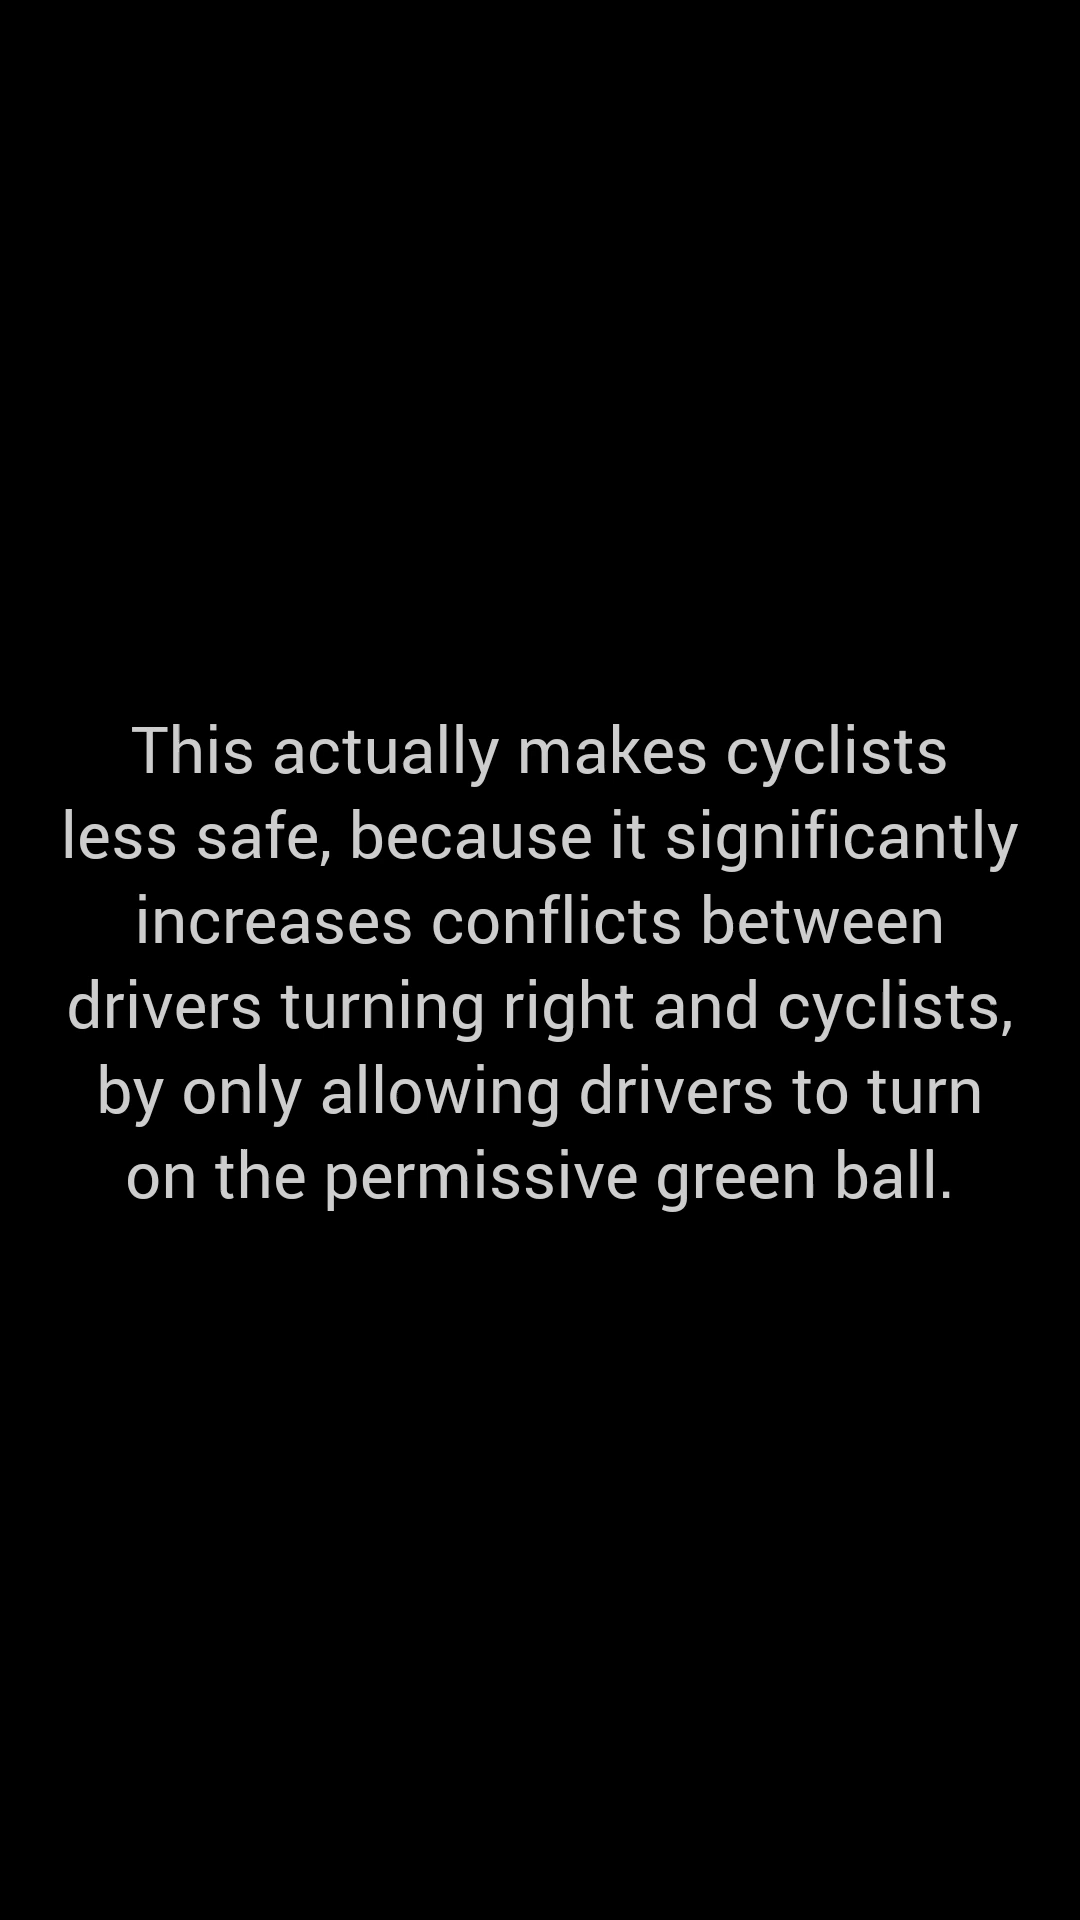 This actually makes cyclists
less safe, because it significantly
increases conflicts between
drivers turning right and cyclists,
by only allowing drivers to turn
on the permissive green ball.